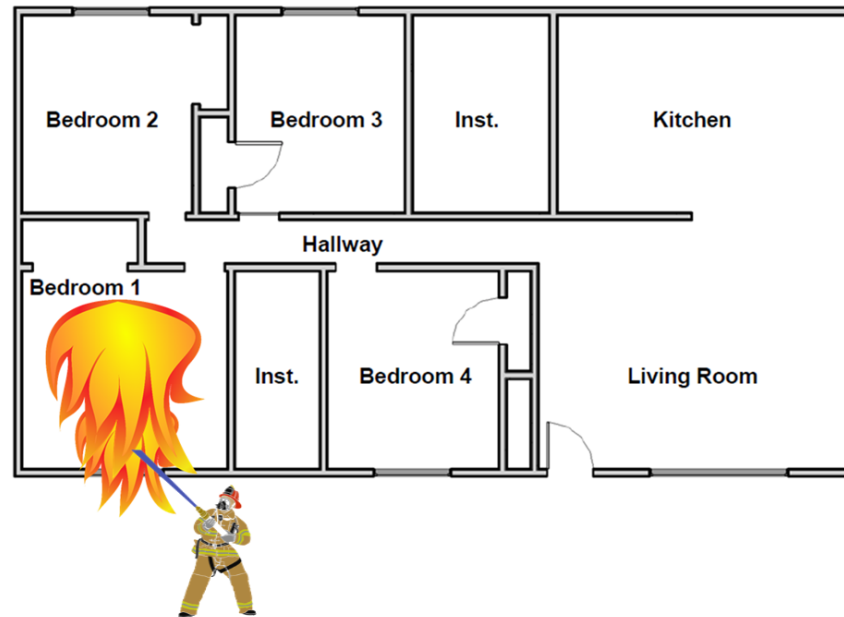 Bedroom 2
Bedroom 3
Inst.
Kitchen
Hallway
Bedroom 1
Inst.
Bedroom 4
Living Room